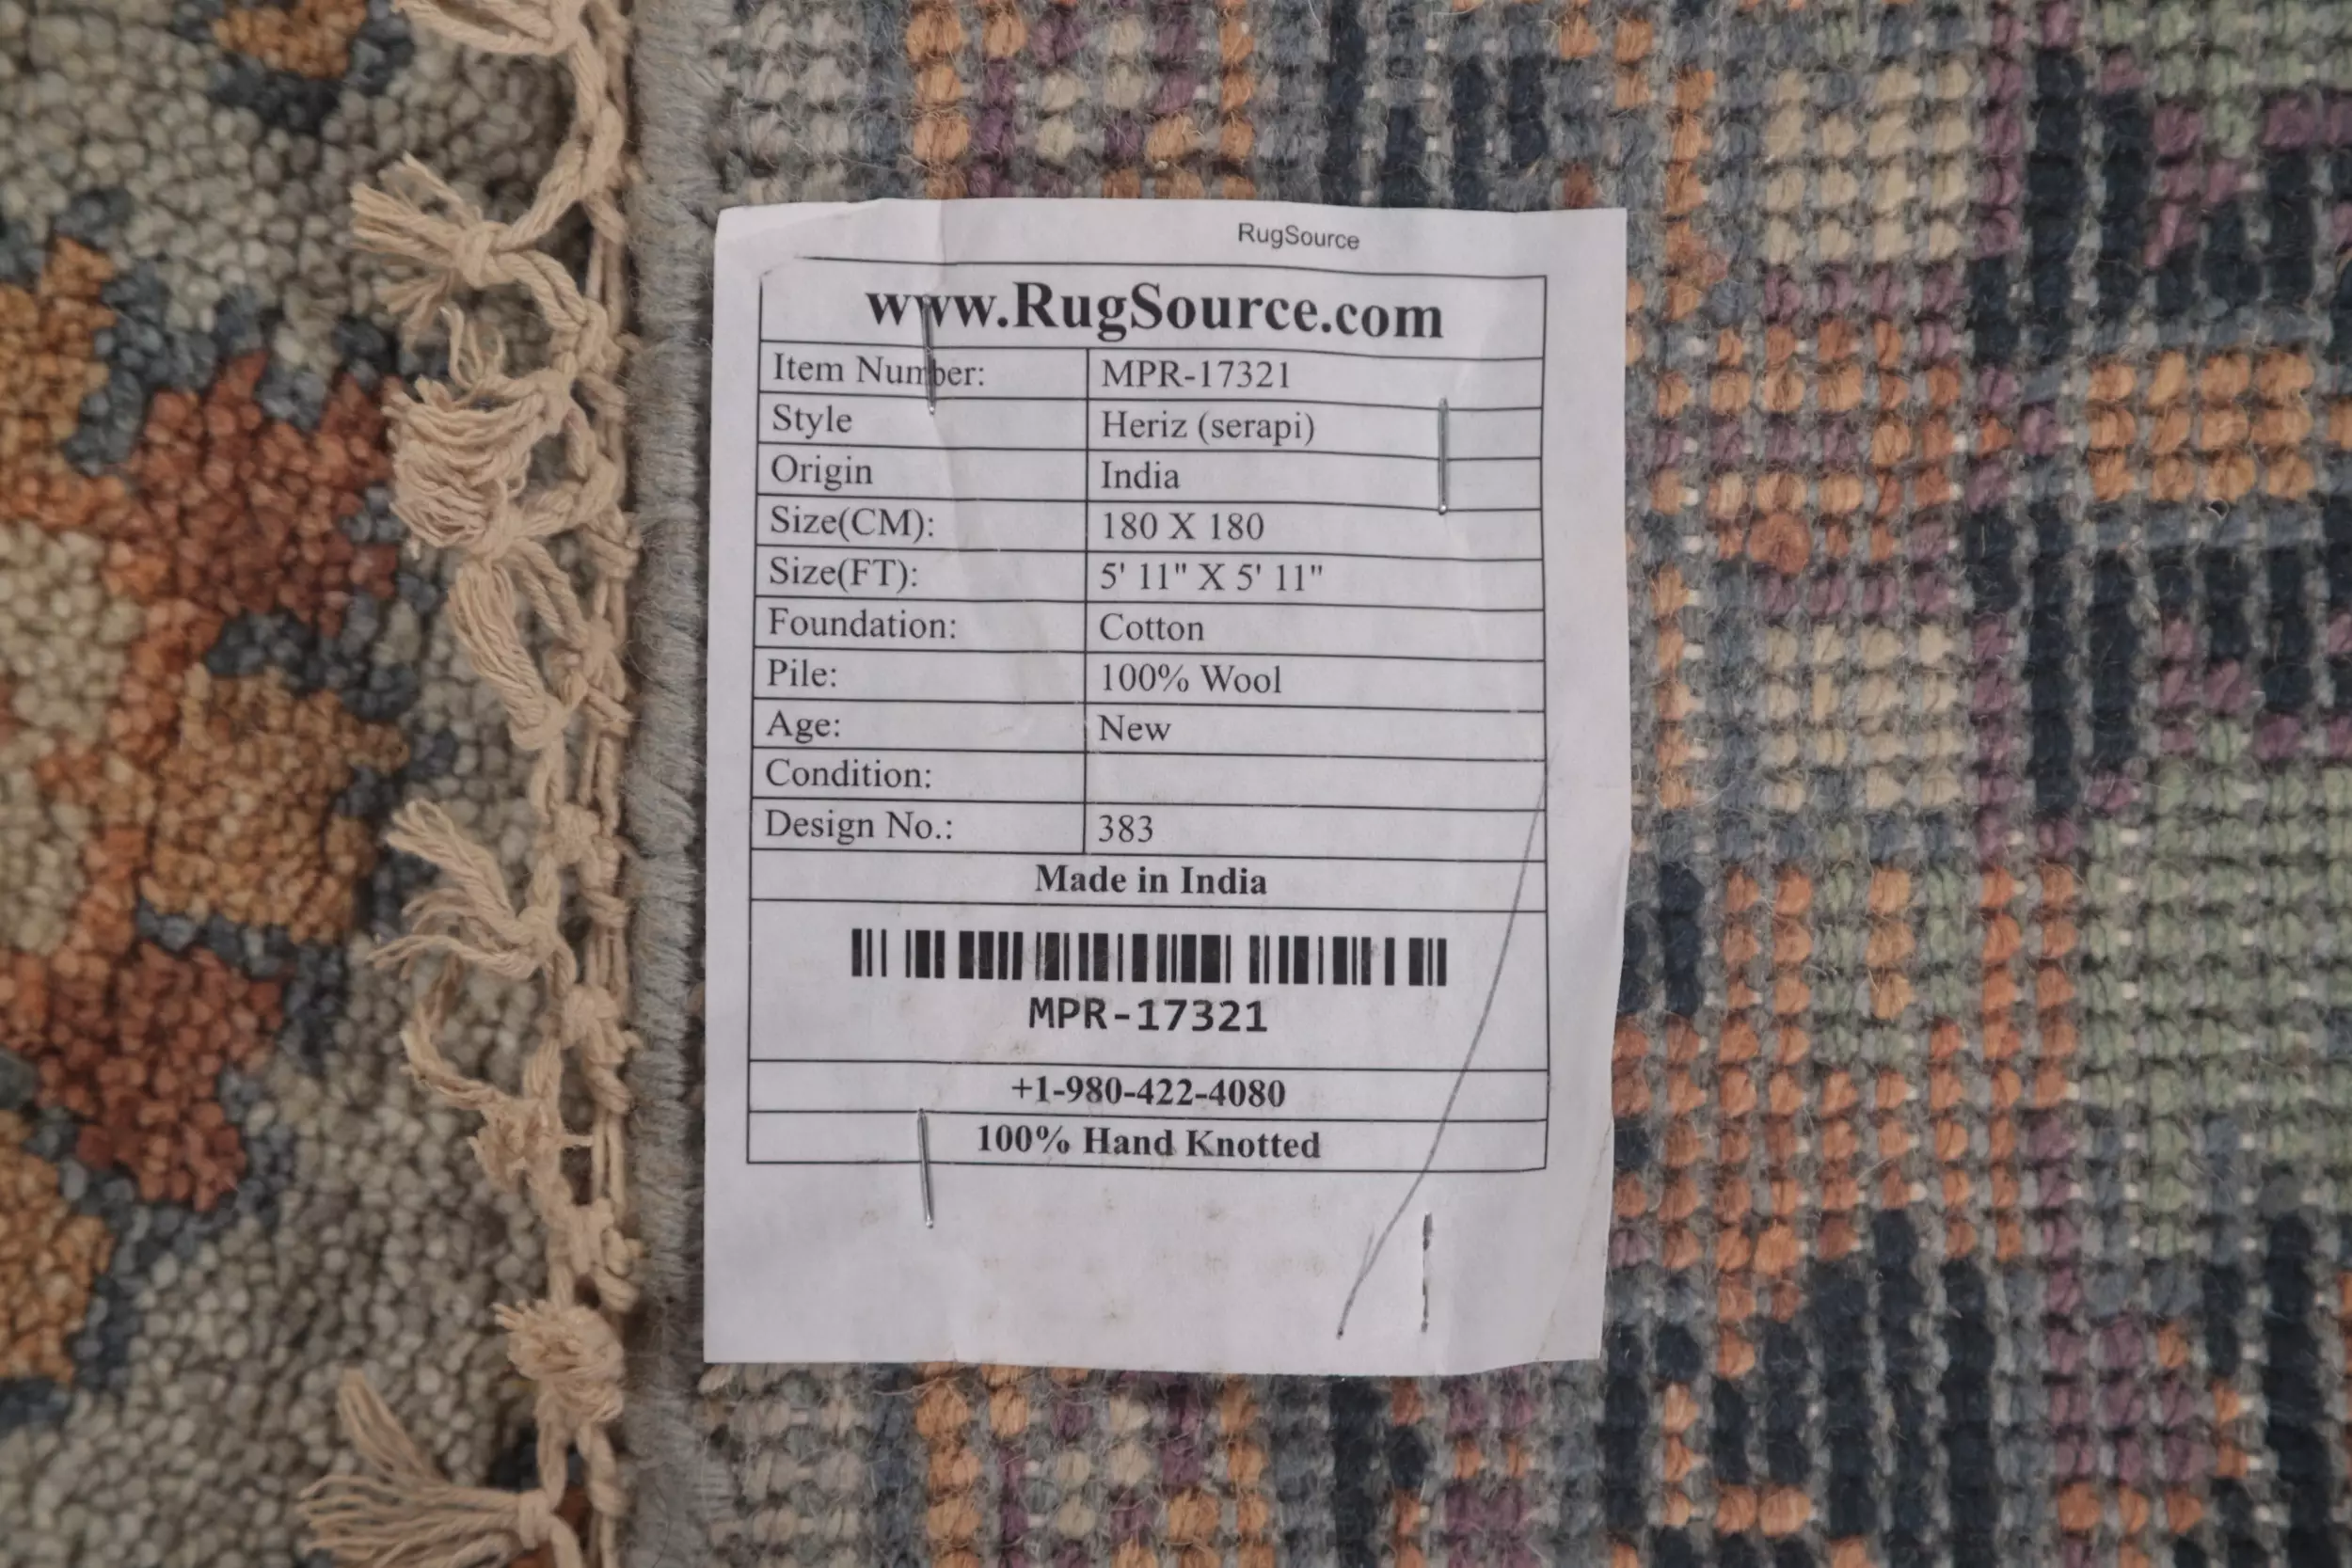 RugSource
www.RugSource.com
Item Number: MPR-17321
Style Heriz (serapi)
Origin India
Size(CM): 180 X 180
Size(FT): 5' 11" X 5' 11"
Foundation: Cotton
Pile: 100% Wool
Age: New
Condition:
Design No.: 383
Made in India
MPR-17321
+1-980-422-4080
100% Hand Knotted